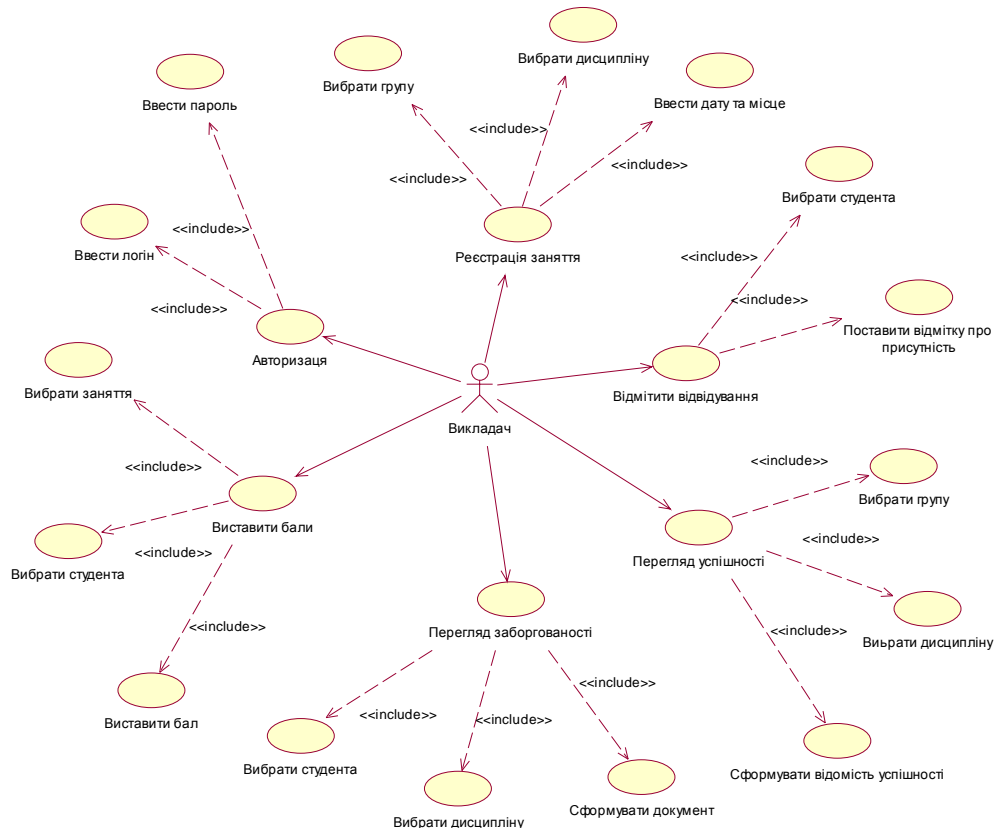 Вибрати дисципліну
Вибрати групу
Ввести дату та місце
Ввести пароль
<<include>>
<<include>>
<<include>>
Вибрати студента
<<include>>
Ввести логін
Реєстрація заняття
<<include>>
<<include>>
<<include>>
Поставити відмітку про
присутність
Авторизаця
Вибрати заняття
Відмітити відвідування
Викладач
<<include>>
<<include>>
Вибрати групу
Виставити бали
<<include>>
Перегляд успішності
Вибрати студента
<<include>>
<<include>>
<<include>>
Перегляд заборгованості
Виьрати дисципліну
<<include>>
Виставити бал
<<include>>
<<include>>
Вибрати студента
Сформувати відомість успішності
Сформувати документ
Вибрати дисципліну